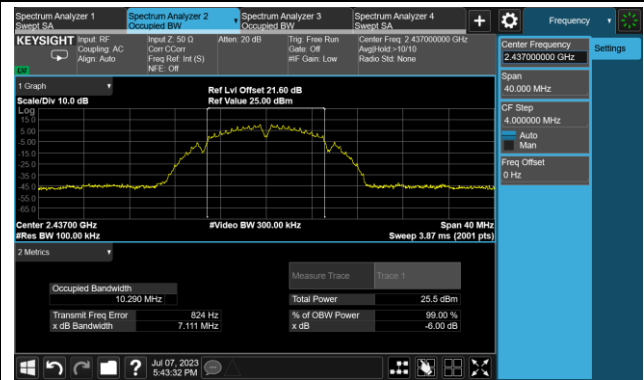 Spectrum Analyzer 1
Swept SA
Spectrum Analyzer 2
Occupied BW
Spectrum Analyzer 3
Occupied BW
Spectrum Analyzer 4
Swept SA
Frequency
KEYSIGHT
Input: RF
Coupling: AC
Align: Auto
Input Z: 50 Ω
Corr CCorr
Freq Ref: Int (S)
NFE: Off
Atten: 20 dB
Trig: Free Run
Gate: Off
#IF Gain: Low
Center Freq: 2.437000000 GHz
Avg|Hold:>10/10
Radio Std: None
Center Frequency
2.437000000 GHz
Settings
Span
40.000 MHz
CF Step
4.000000 MHz
Auto
Man
Freq Offset
0 Hz
1 Graph
Scale/Div 10.0 dB
Ref Lvl Offset 21.60 dB
Ref Value 25.00 dBm
Log
15.0
5.00
-5.00
-15.0
-25.0
-35.0
-45.0
-55.0
-65.0
Center 2.43700 GHz
#Res BW 100.00 kHz
#Video BW 300.00 kHz
Span 40 MHz
Sweep 3.87 ms (2001 pts)
2 Metrics
Measure Trace
Trace 1
Occupied Bandwidth
10.290 MHz
Total Power
25.5 dBm
Transmit Freq Error
824 Hz
% of OBW Power
99.00 %
x dB Bandwidth
7.111 MHz
x dB
-6.00 dB
Jul 07, 2023
5:43:32 PM